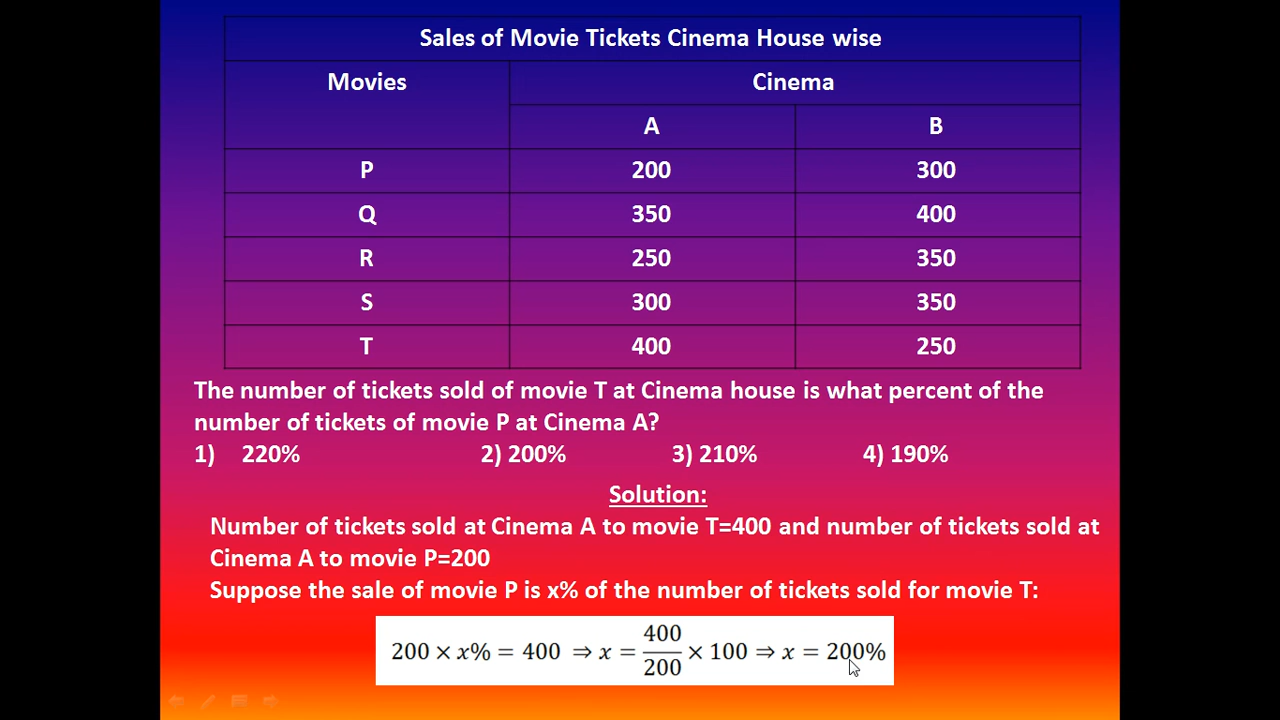 Sales of Movie Tickets Cinema House wise
Movies Cinema
A B
P 200 300
Q 350 400
R 250 350
S 300 350
T 400 250
The number of tickets sold of movie T at Cinema house is what percent of the
number of tickets of movie P at Cinema A?
1) 220% 2) 200% 3) 210% 4) 190%
Solution:
Number of tickets sold at Cinema A to movie T=400 and number of tickets sold at
Cinema A to movie P=200
Suppose the sale of movie P is x% of the number of tickets sold for movie T:
200 × x% = 400 ⇒ x = 400/200 × 100 ⇒ x = 200%